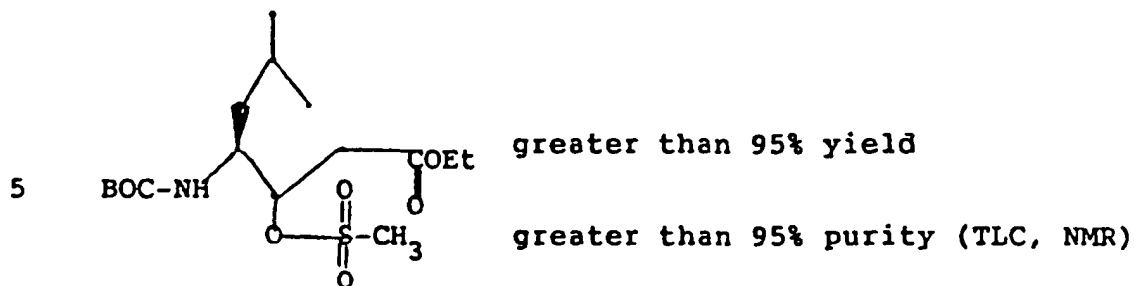 greater than 95% yield
COEt
5 BOC-NH
O O
O S-CH3
O
greater than 95% purity (TLC, NMR)